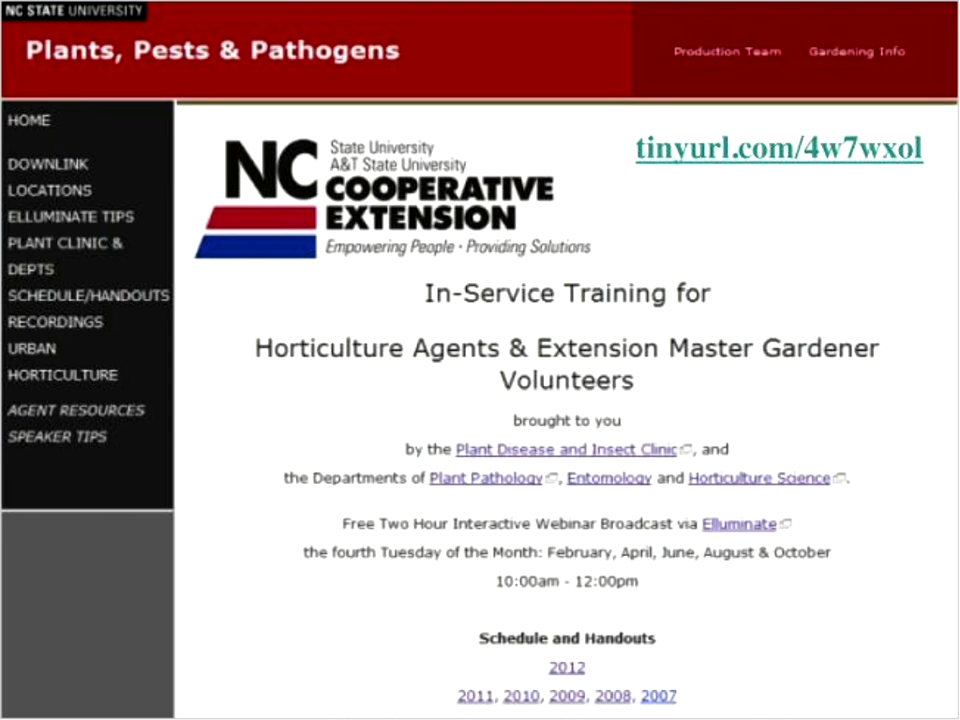 NC STATE UNIVERSITY
Plants, Pests & Pathogens
Production Team
Gardening Info
HOME
DOWNLINK
LOCATIONS
ELLUMINATE TIPS
PLANT CLINIC &
DEPTS
SCHEDULE/HANDOUTS
RECORDINGS
URBAN
HORTICULTURE
AGENT RESOURCES
SPEAKER TIPS
tinyurl.com/4w7wxol
NC State University
A&T State University
COOPERATIVE
EXTENSION
Empowering People · Providing Solutions
In-Service Training for
Horticulture Agents & Extension Master Gardener
Volunteers
brought to you
by the Plant Disease and Insect Clinic, and
the Departments of Plant Pathology, Entomology and Horticulture Science.
Free Two Hour Interactive Webinar Broadcast via Elluminate
the fourth Tuesday of the Month: February, April, June, August & October
10:00am - 12:00pm
Schedule and Handouts
2012
2011, 2010, 2009, 2008, 2007